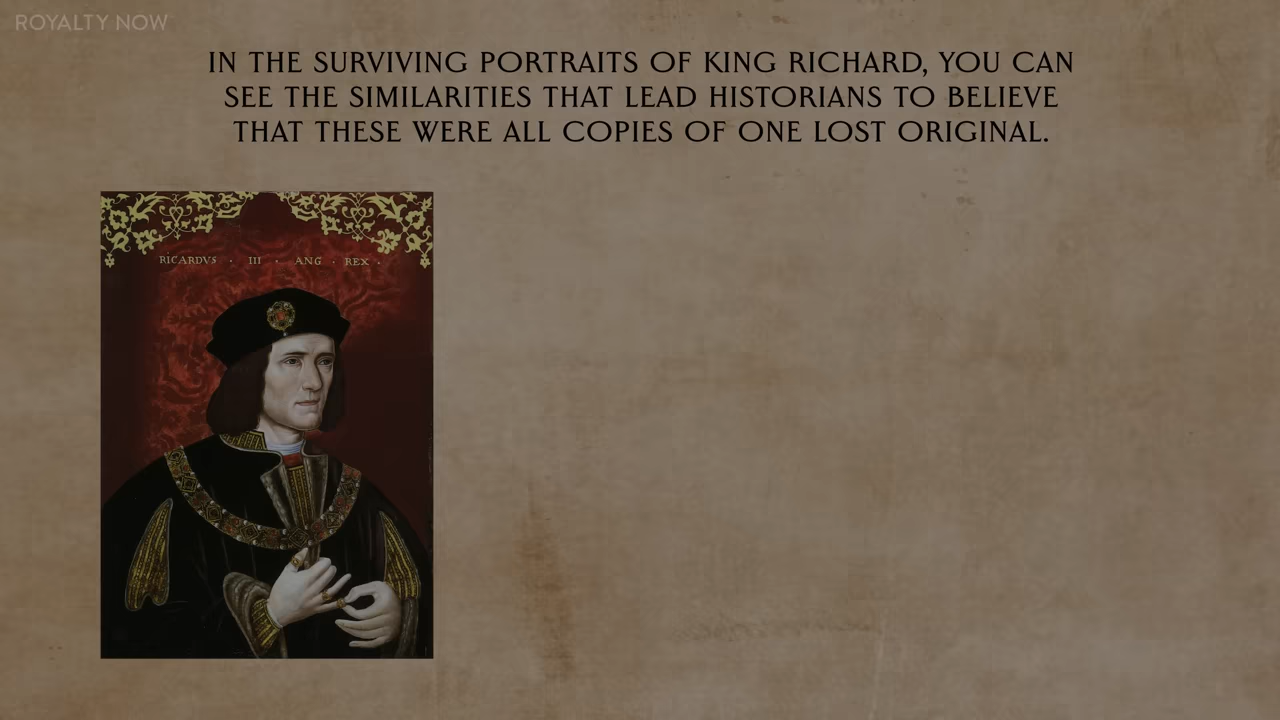 ROYALTY NOW
IN THE SURVIVING PORTRAITS OF KING RICHARD, YOU CAN
SEE THE SIMILARITIES THAT LEAD HISTORIANS TO BELIEVE
THAT THESE WERE ALL COPIES OF ONE LOST ORIGINAL.
RICARDVS · III · ANG · REX ·